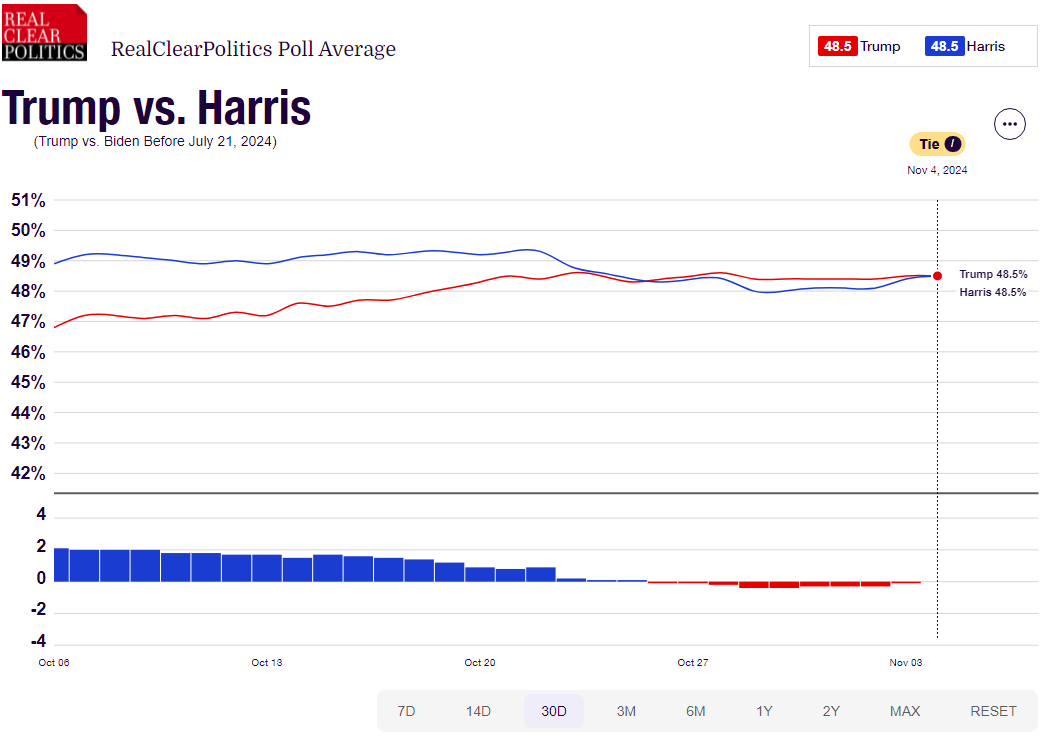 REAL
CLEAR
POLITICS
RealClearPolitics Poll Average
48.5 Trump 48.5 Harris
Trump vs. Harris
(Trump vs. Biden Before July 21, 2024)
Tie i
Nov 4, 2024
51%
50%
49%
48%
47%
46%
45%
44%
43%
42%
Trump 48.5%
Harris 48.5%
4
2
0
-2
-4
Oct 06 Oct 13 Oct 20 Oct 27 Nov 03
7D 14D 30D 3M 6M 1Y 2Y MAX RESET